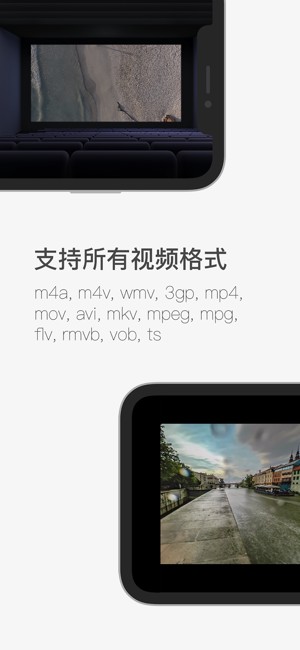 支持所有视频格式
m4a, m4v, wmv, 3gp, mp4,
mov, avi, mkv, mpeg, mpg,
flv, rmvb, vob, ts